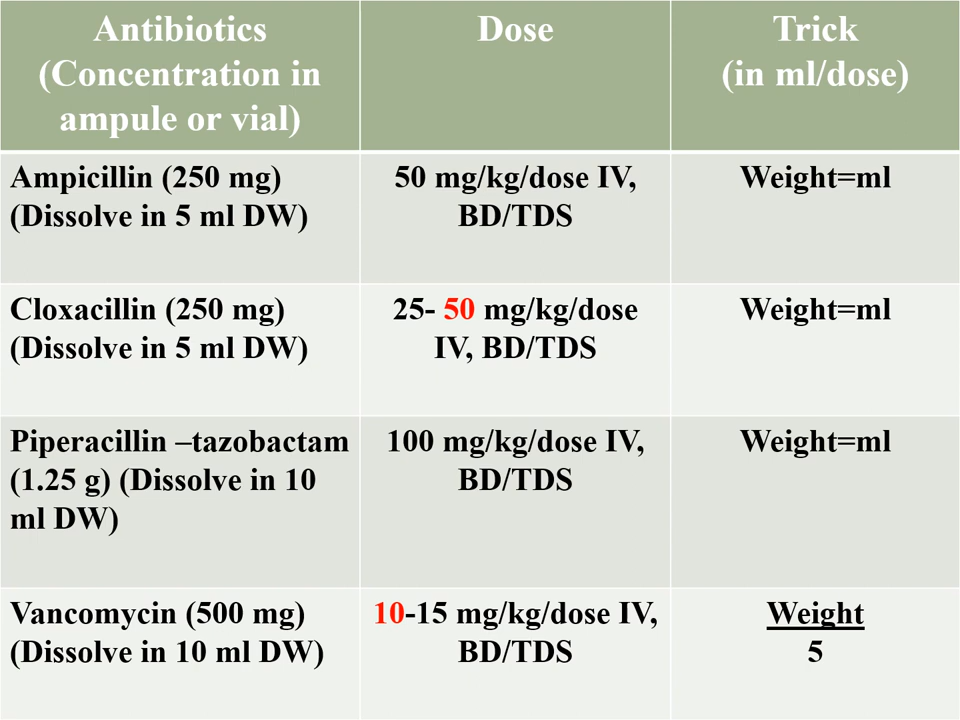 Antibiotics
(Concentration in
ampule or vial)
Dose
Trick
(in ml/dose)
Ampicillin (250 mg)
(Dissolve in 5 ml DW)
50 mg/kg/dose IV,
BD/TDS
Weight=ml
Cloxacillin (250 mg)
(Dissolve in 5 ml DW)
25- 50 mg/kg/dose
IV, BD/TDS
Weight=ml
Piperacillin –tazobactam
(1.25 g) (Dissolve in 10
ml DW)
100 mg/kg/dose IV,
BD/TDS
Weight=ml
Vancomycin (500 mg)
(Dissolve in 10 ml DW)
10-15 mg/kg/dose IV,
BD/TDS
Weight
5